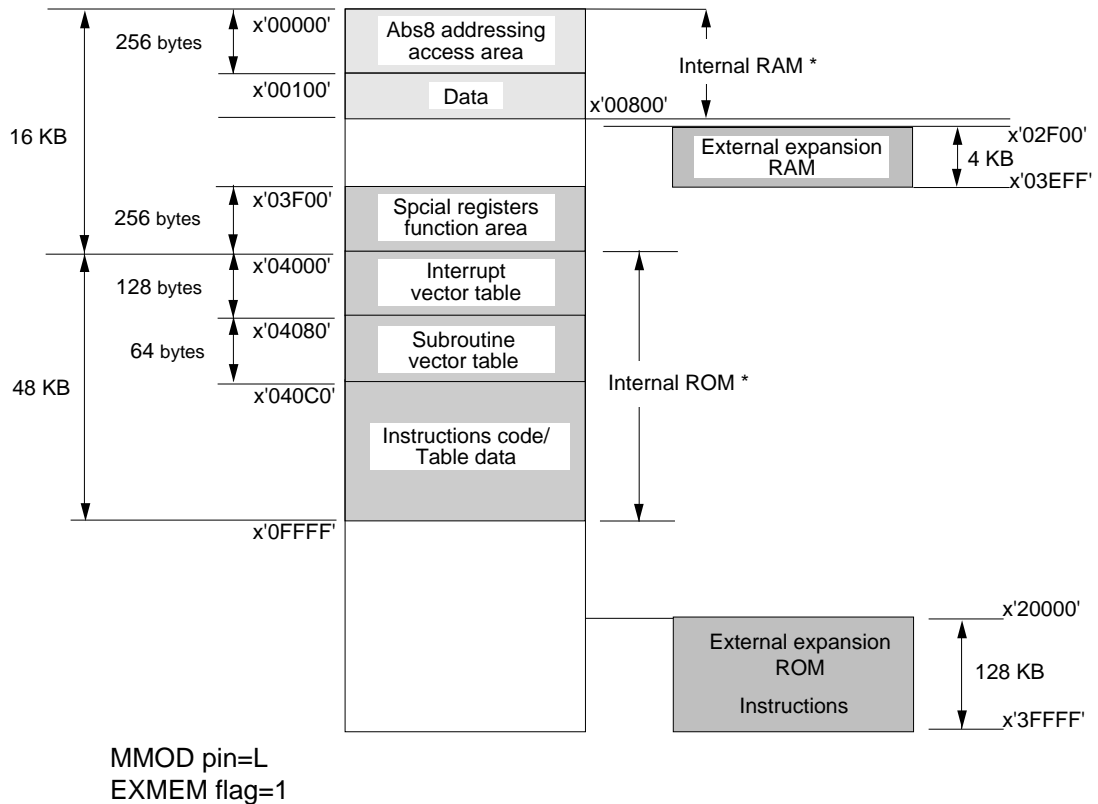 x'00000'
256 bytes
Abs8 addressing
access area
Internal RAM *
x'00100'
Data
x'00800'
16 KB
x'02F00'
External expansion
RAM
4 KB
x'03EFF'
x'03F00'
256 bytes
Spcial registers
function area
x'04000'
128 bytes
Interrupt
vector table
x'04080'
64 bytes
Subroutine
vector table
48 KB
x'040C0'
Internal ROM *
Instructions code/
Table data
x'0FFFF'
x'20000'
External expansion
ROM
Instructions
128 KB
x'3FFFF'
MMOD pin=L
EXMEM flag=1